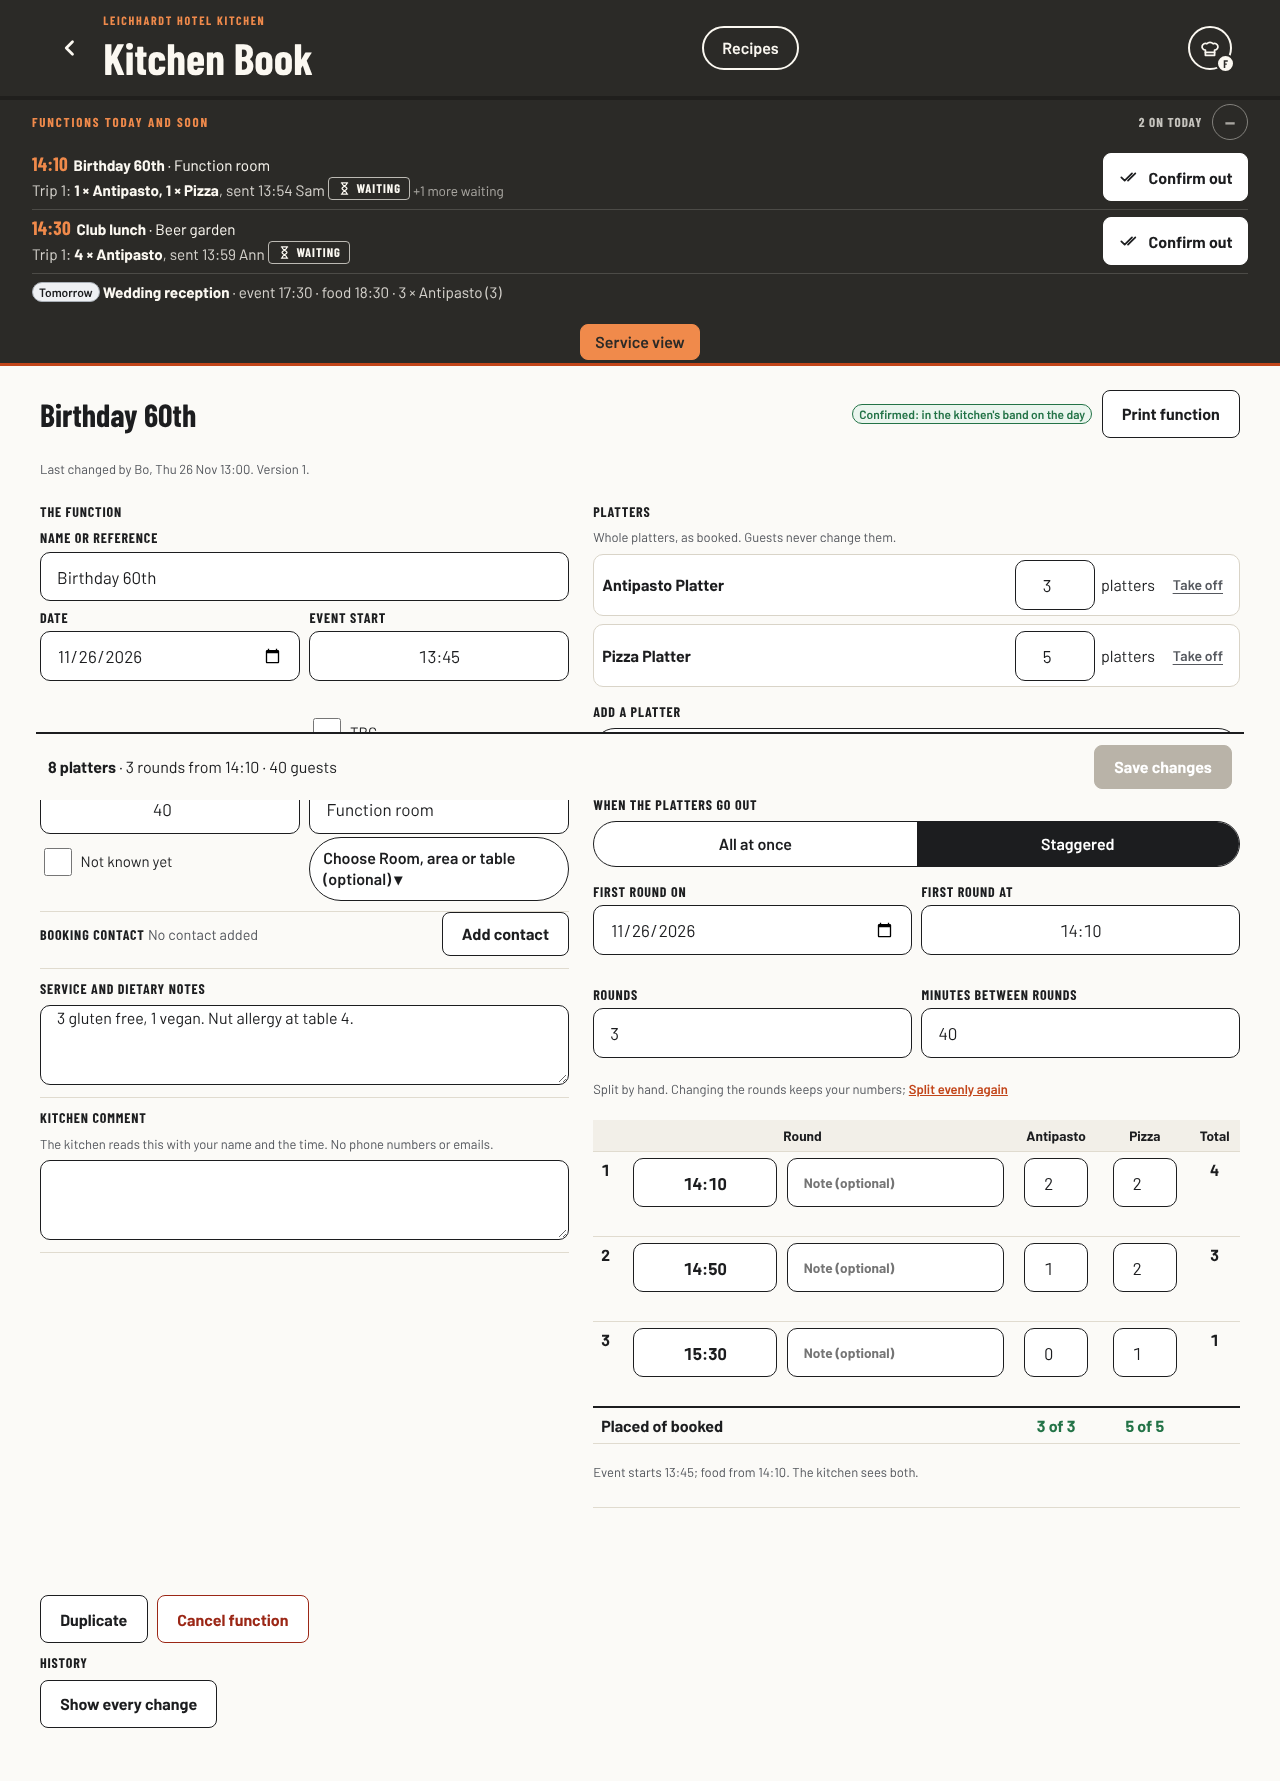 LEICHHARDT HOTEL KITCHEN
Kitchen Book
Recipes
F
FUNCTIONS TODAY AND SOON
2 ON TODAY
–
14:10 Birthday 60th · Function room
Trip 1: 1 × Antipasto, 1 × Pizza, sent 13:54 Sam WAITING +1 more waiting
Confirm out
14:30 Club lunch · Beer garden
Trip 1: 4 × Antipasto, sent 13:59 Ann WAITING
Confirm out
Tomorrow Wedding reception · event 17:30 · food 18:30 · 3 × Antipasto (3)
Service view
Birthday 60th
Confirmed: in the kitchen's band on the day
Print function
Last changed by Bo, Thu 26 Nov 13:00. Version 1.
THE FUNCTION
NAME OR REFERENCE
Birthday 60th
DATE
EVENT START
11/26/2026
13:45
TBC
PLATTERS
Whole platters, as booked. Guests never change them.
Antipasto Platter 3 platters Take off
Pizza Platter 5 platters Take off
ADD A PLATTER
8 platters · 3 rounds from 14:10 · 40 guests
Save changes
40
Function room
Not known yet
Choose Room, area or table (optional) ▾
BOOKING CONTACT No contact added
Add contact
SERVICE AND DIETARY NOTES
3 gluten free, 1 vegan. Nut allergy at table 4.
KITCHEN COMMENT
The kitchen reads this with your name and the time. No phone numbers or emails.
WHEN THE PLATTERS GO OUT
All at once
Staggered
FIRST ROUND ON
FIRST ROUND AT
11/26/2026
14:10
ROUNDS
MINUTES BETWEEN ROUNDS
3
40
Split by hand. Changing the rounds keeps your numbers; Split evenly again
Round Antipasto Pizza Total
1 14:10 Note (optional) 2 2 4
2 14:50 Note (optional) 1 2 3
3 15:30 Note (optional) 0 1 1
Placed of booked 3 of 3 5 of 5
Event starts 13:45; food from 14:10. The kitchen sees both.
Duplicate
Cancel function
HISTORY
Show every change